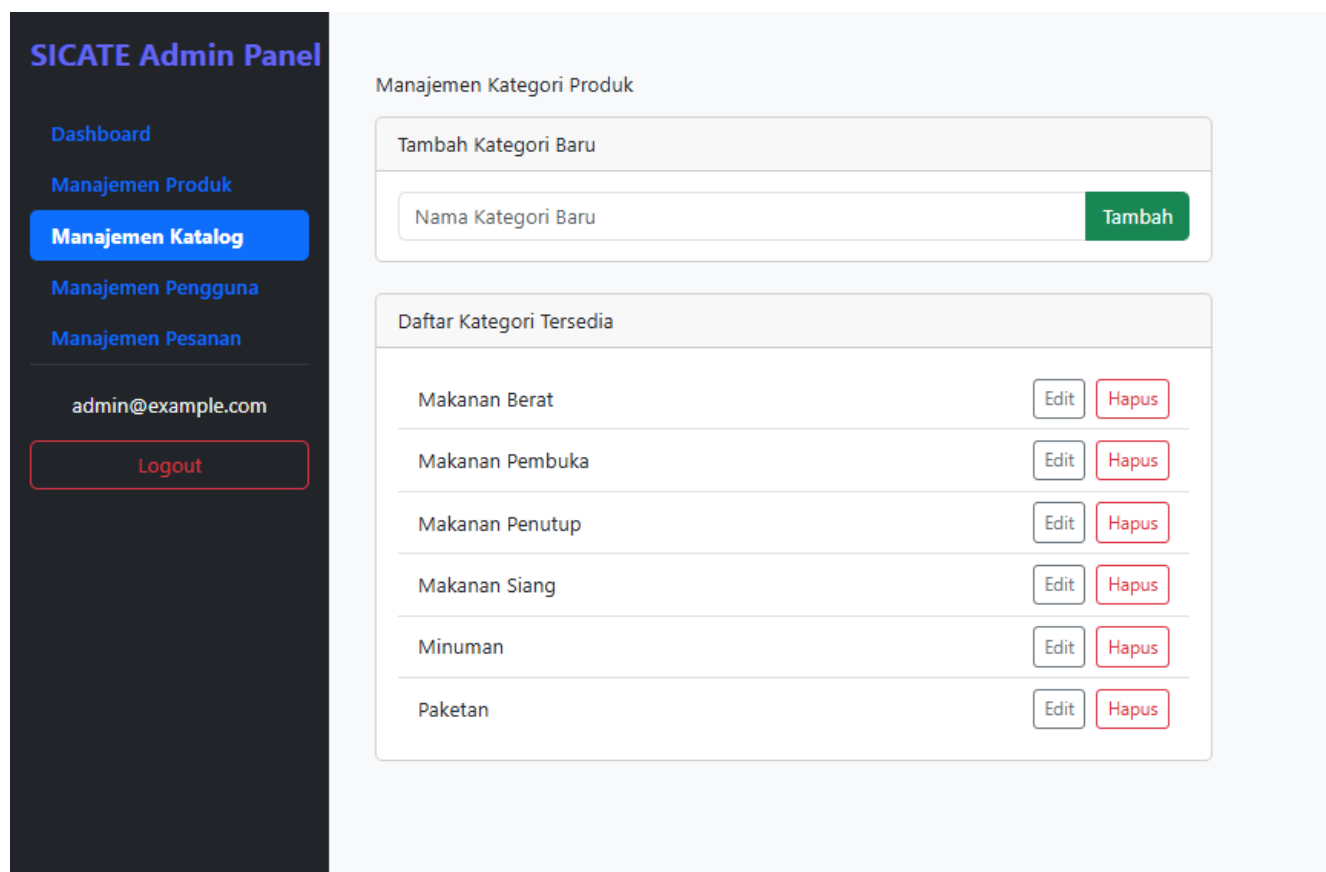 SICATE Admin Panel
Dashboard
Manajemen Produk
Manajemen Katalog
Manajemen Pengguna
Manajemen Pesanan
admin@example.com
Logout
Manajemen Kategori Produk
Tambah Kategori Baru
Nama Kategori Baru Tambah
Daftar Kategori Tersedia
Makanan Berat Edit Hapus
Makanan Pembuka Edit Hapus
Makanan Penutup Edit Hapus
Makanan Siang Edit Hapus
Minuman Edit Hapus
Paketan Edit Hapus